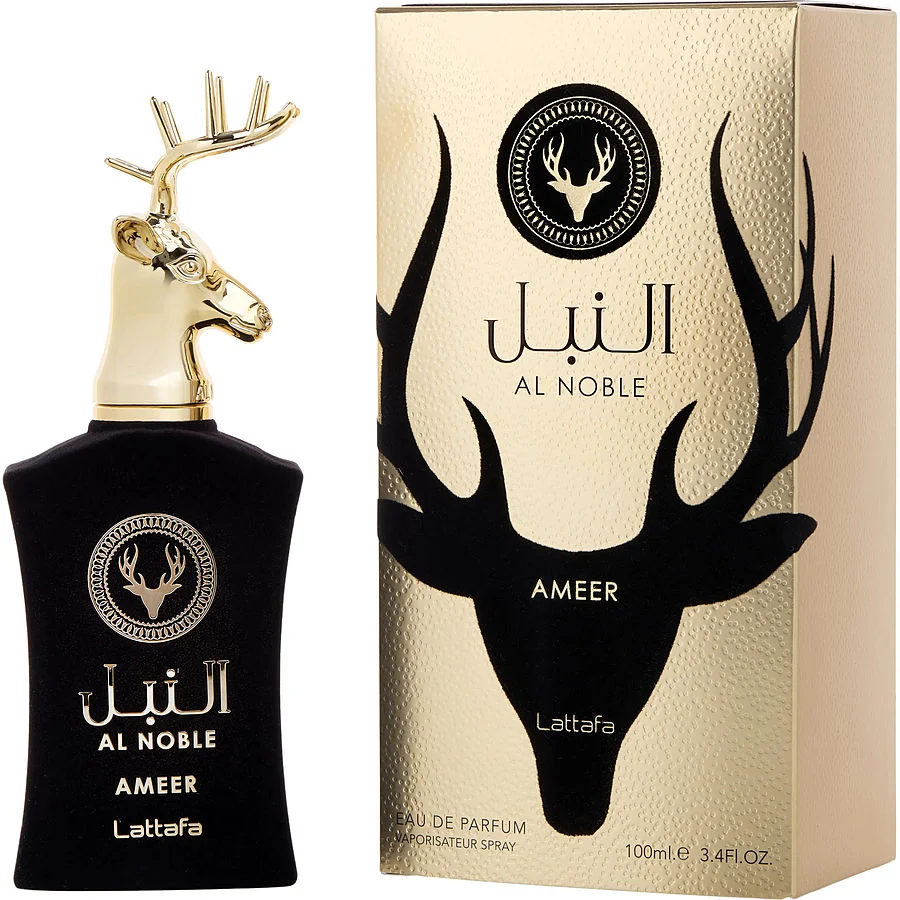 النبل
AL NOBLE
AMEER
Lattafa
النبل
AL NOBLE
AMEER
Lattafa
EAU DE PARFUM
VAPORISATEUR SPRAY
100ml.e 3.4FL.OZ.